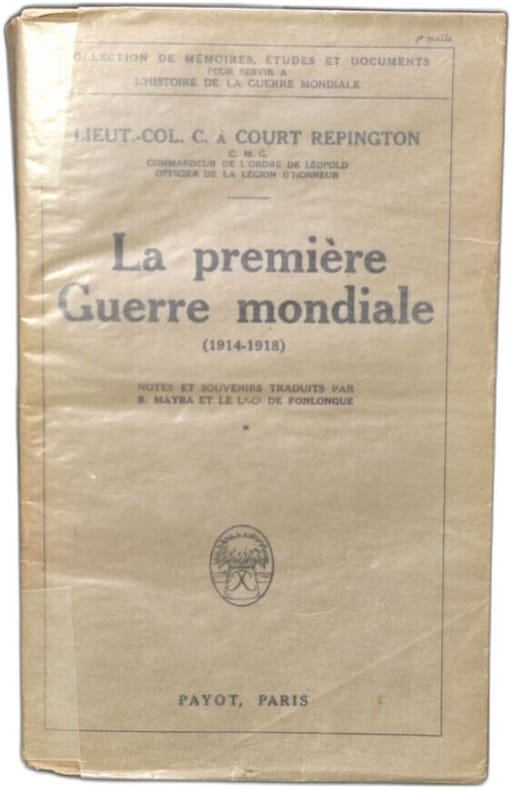 4e mille
COLLECTION DE MÉMOIRES, ÉTUDES ET DOCUMENTS
POUR SERVIR A
L'HISTOIRE DE LA GUERRE MONDIALE
LIEUT.-COL. C. A COURT REPINGTON
C. M. G.
COMMANDEUR DE L'ORDRE DE LÉOPOLD
OFFICIER DE LA LÉGION D'HONNEUR
La première
Guerre mondiale
(1914-1918)
NOTES ET SOUVENIRS TRADUITS PAR
B. MAYRA ET LE DE FONLONGUE
*
PAYOT, PARIS